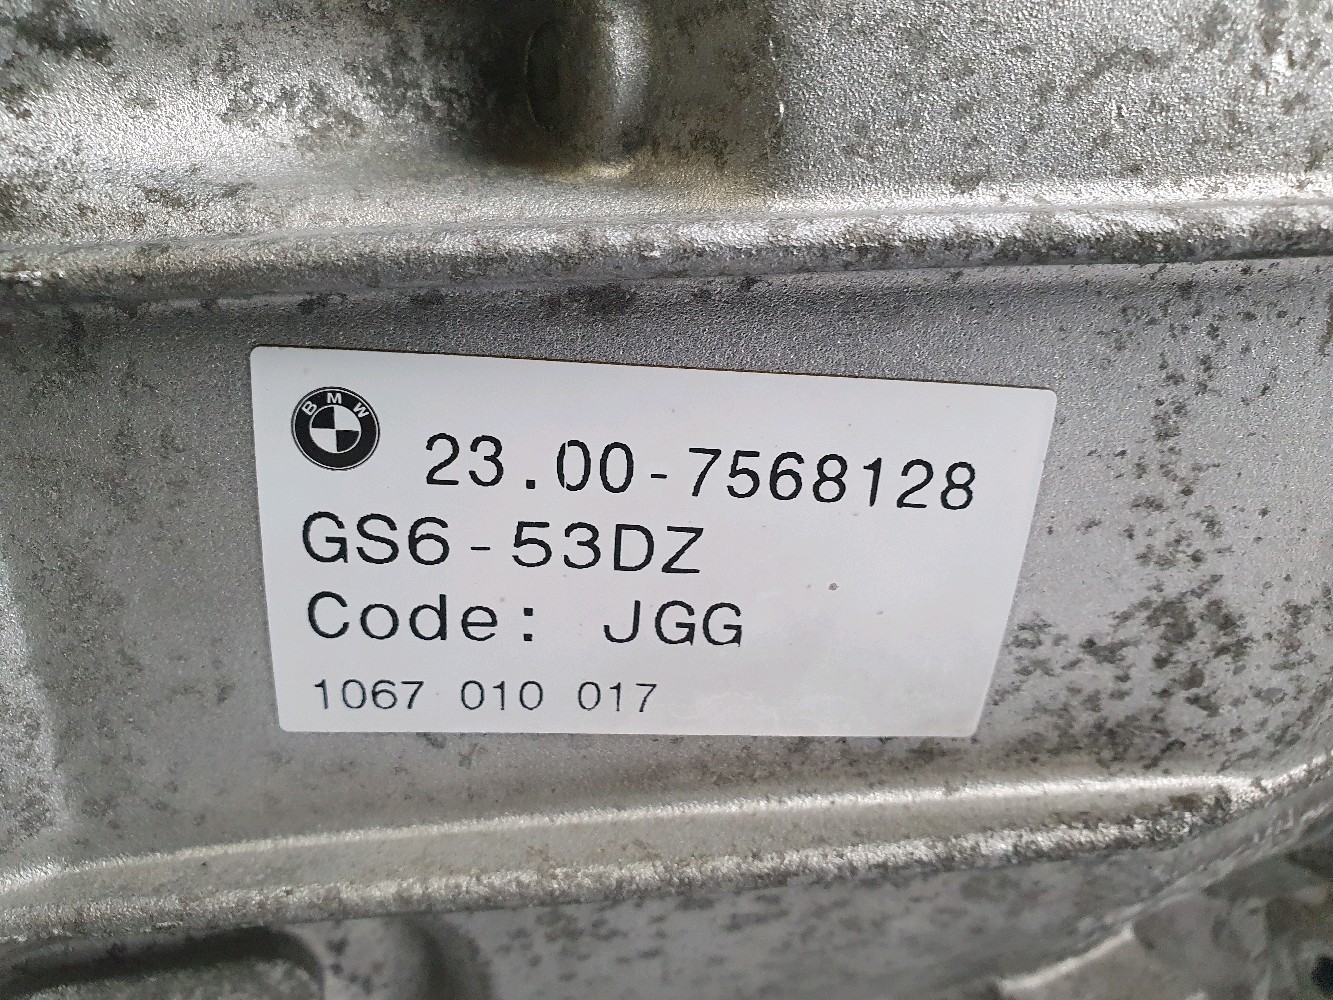 BMW
23.00-7568128
GS6-53DZ
Code: JGG
1067 010 017